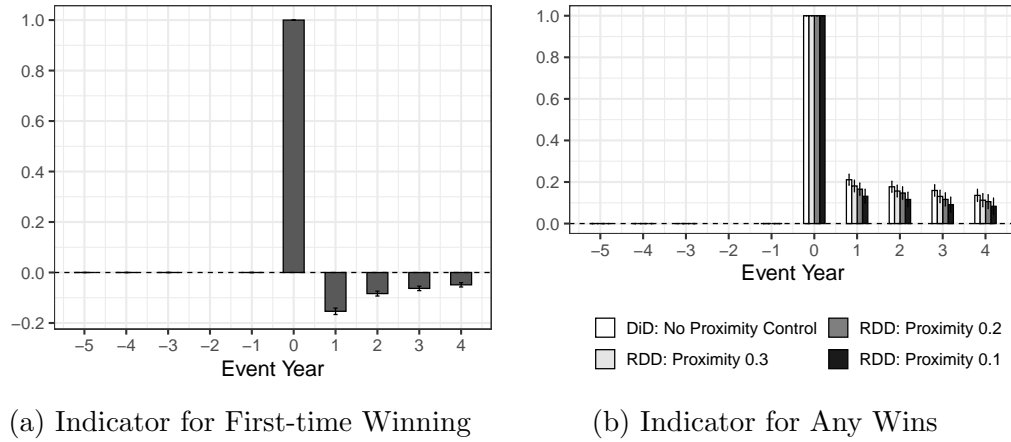 1.0
0.8
0.6
0.4
0.2
0.0
−0.2
−5 −4 −3 −2 −1 0 1 2 3 4
Event Year
(a) Indicator for First-time Winning
1.0
0.8
0.6
0.4
0.2
0.0
−5 −4 −3 −2 −1 0 1 2 3 4
Event Year
DiD: No Proximity Control RDD: Proximity 0.2
RDD: Proximity 0.3 RDD: Proximity 0.1
(b) Indicator for Any Wins